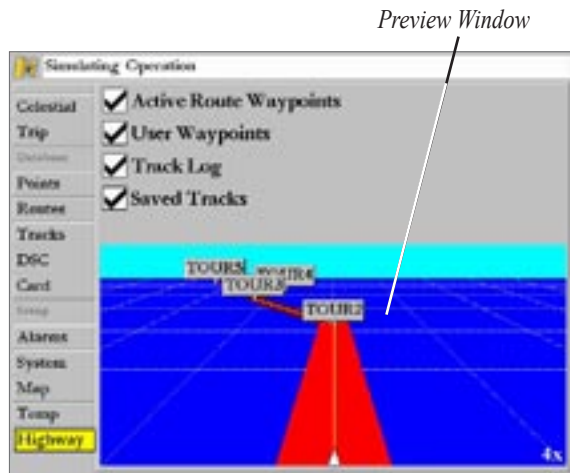 Preview Window
Simulating Operation
Active Route Waypoints
User Waypoints
Track Log
Saved Tracks
Celestial
Trip
Database
Points
Routes
Tracks
DSC
Card
Setup
Alarms
System
Map
Temp
Highway
TOUR5
TOUR4
TOUR3
TOUR2
4x